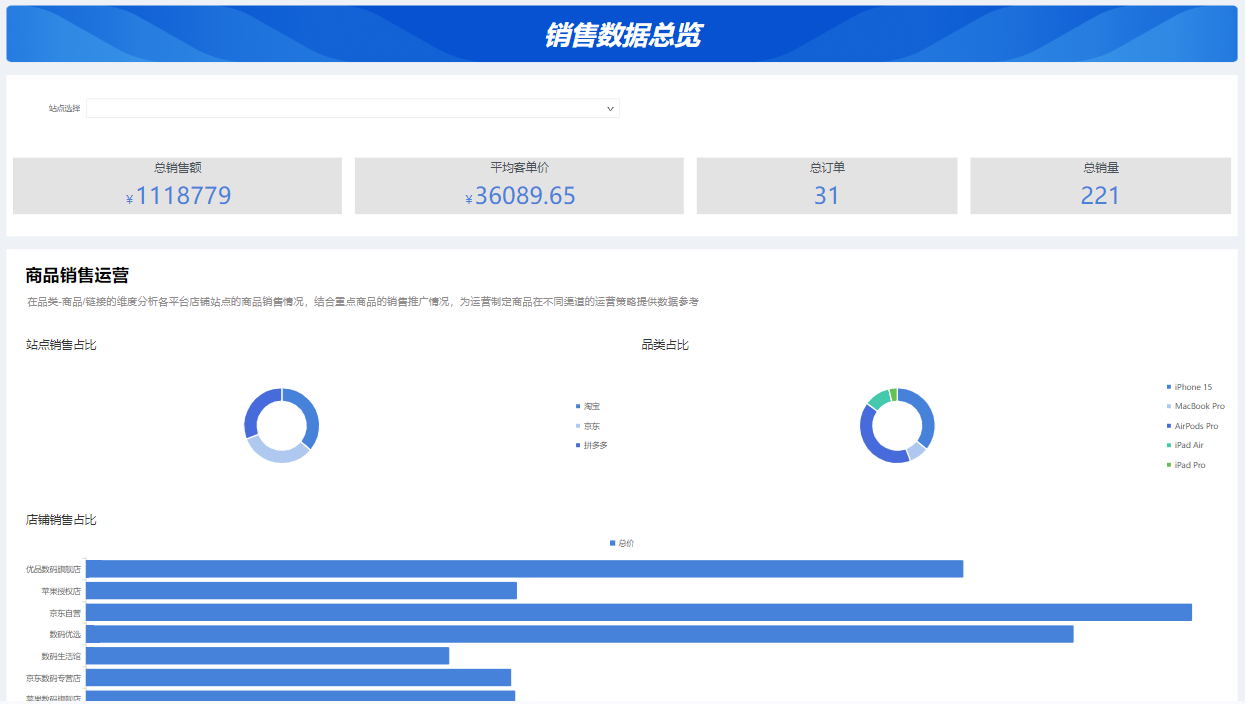 销售数据总览
站点选择
总销售额
¥1118779
平均客单价
¥36089.65
总订单
31
总销量
221
商品销售运营
在品类-商品/链接的维度分析各平台店铺站点的商品销售情况，结合重点商品的销售推广情况，为运营制定商品在不同渠道的运营策略提供数据参考
站点销售占比
淘宝
京东
拼多多
品类占比
iPhone 15
MacBook Pro
AirPods Pro
iPad Air
iPad Pro
店铺销售占比
总价
优品数码旗舰店
苹果授权店
京东自营
数码优选
数码生活馆
京东数码专营店
苹果数码旗舰店